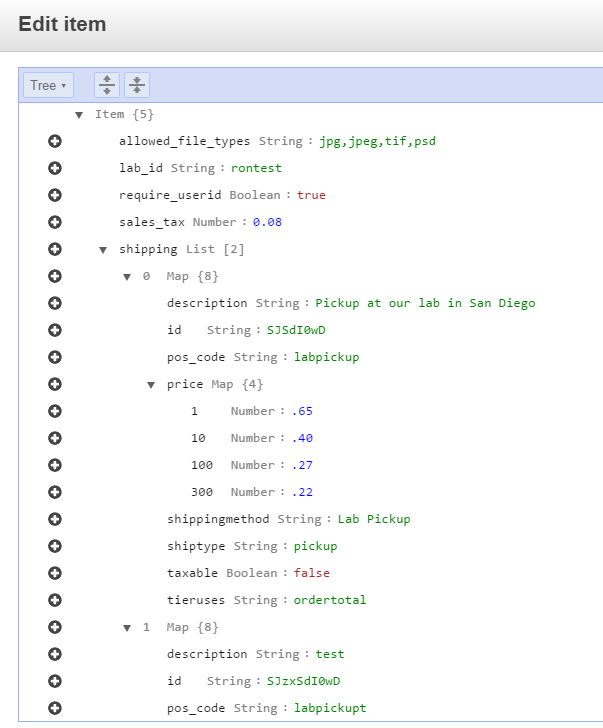 Edit item
Tree
Item {5}
allowed_file_types String : jpg,jpeg,tif,psd
lab_id String : rontest
require_userid Boolean : true
sales_tax Number : 0.08
shipping List [2]
0 Map {8}
description String : Pickup at our lab in San Diego
id String : SJSdI0wD
pos_code String : labpickup
price Map {4}
1 Number : .65
10 Number : .40
100 Number : .27
300 Number : .22
shippingmethod String : Lab Pickup
shiptype String : pickup
taxable Boolean : false
tieruses String : ordertotal
1 Map {8}
description String : test
id String : SJzxSdI0wD
pos_code String : labpickupt